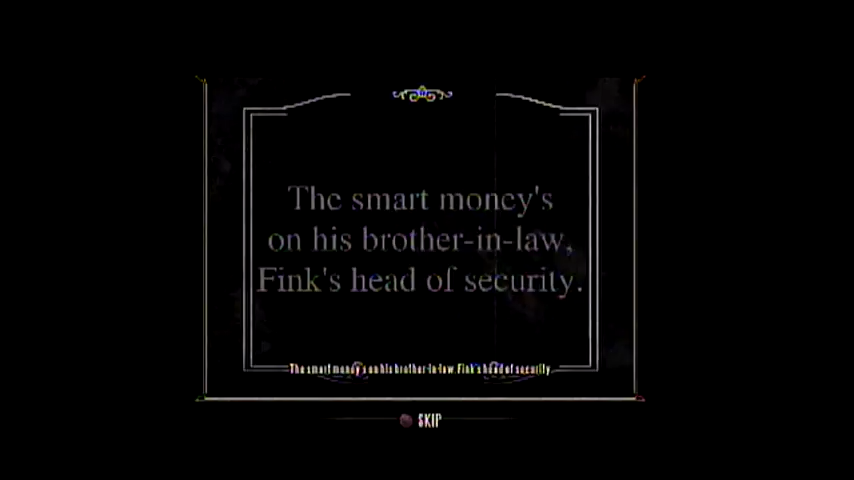 The smart money's
on his brother-in-law,
Fink's head of security.
The smart money's on his brother-in-law, Fink's head of security.
SKIP